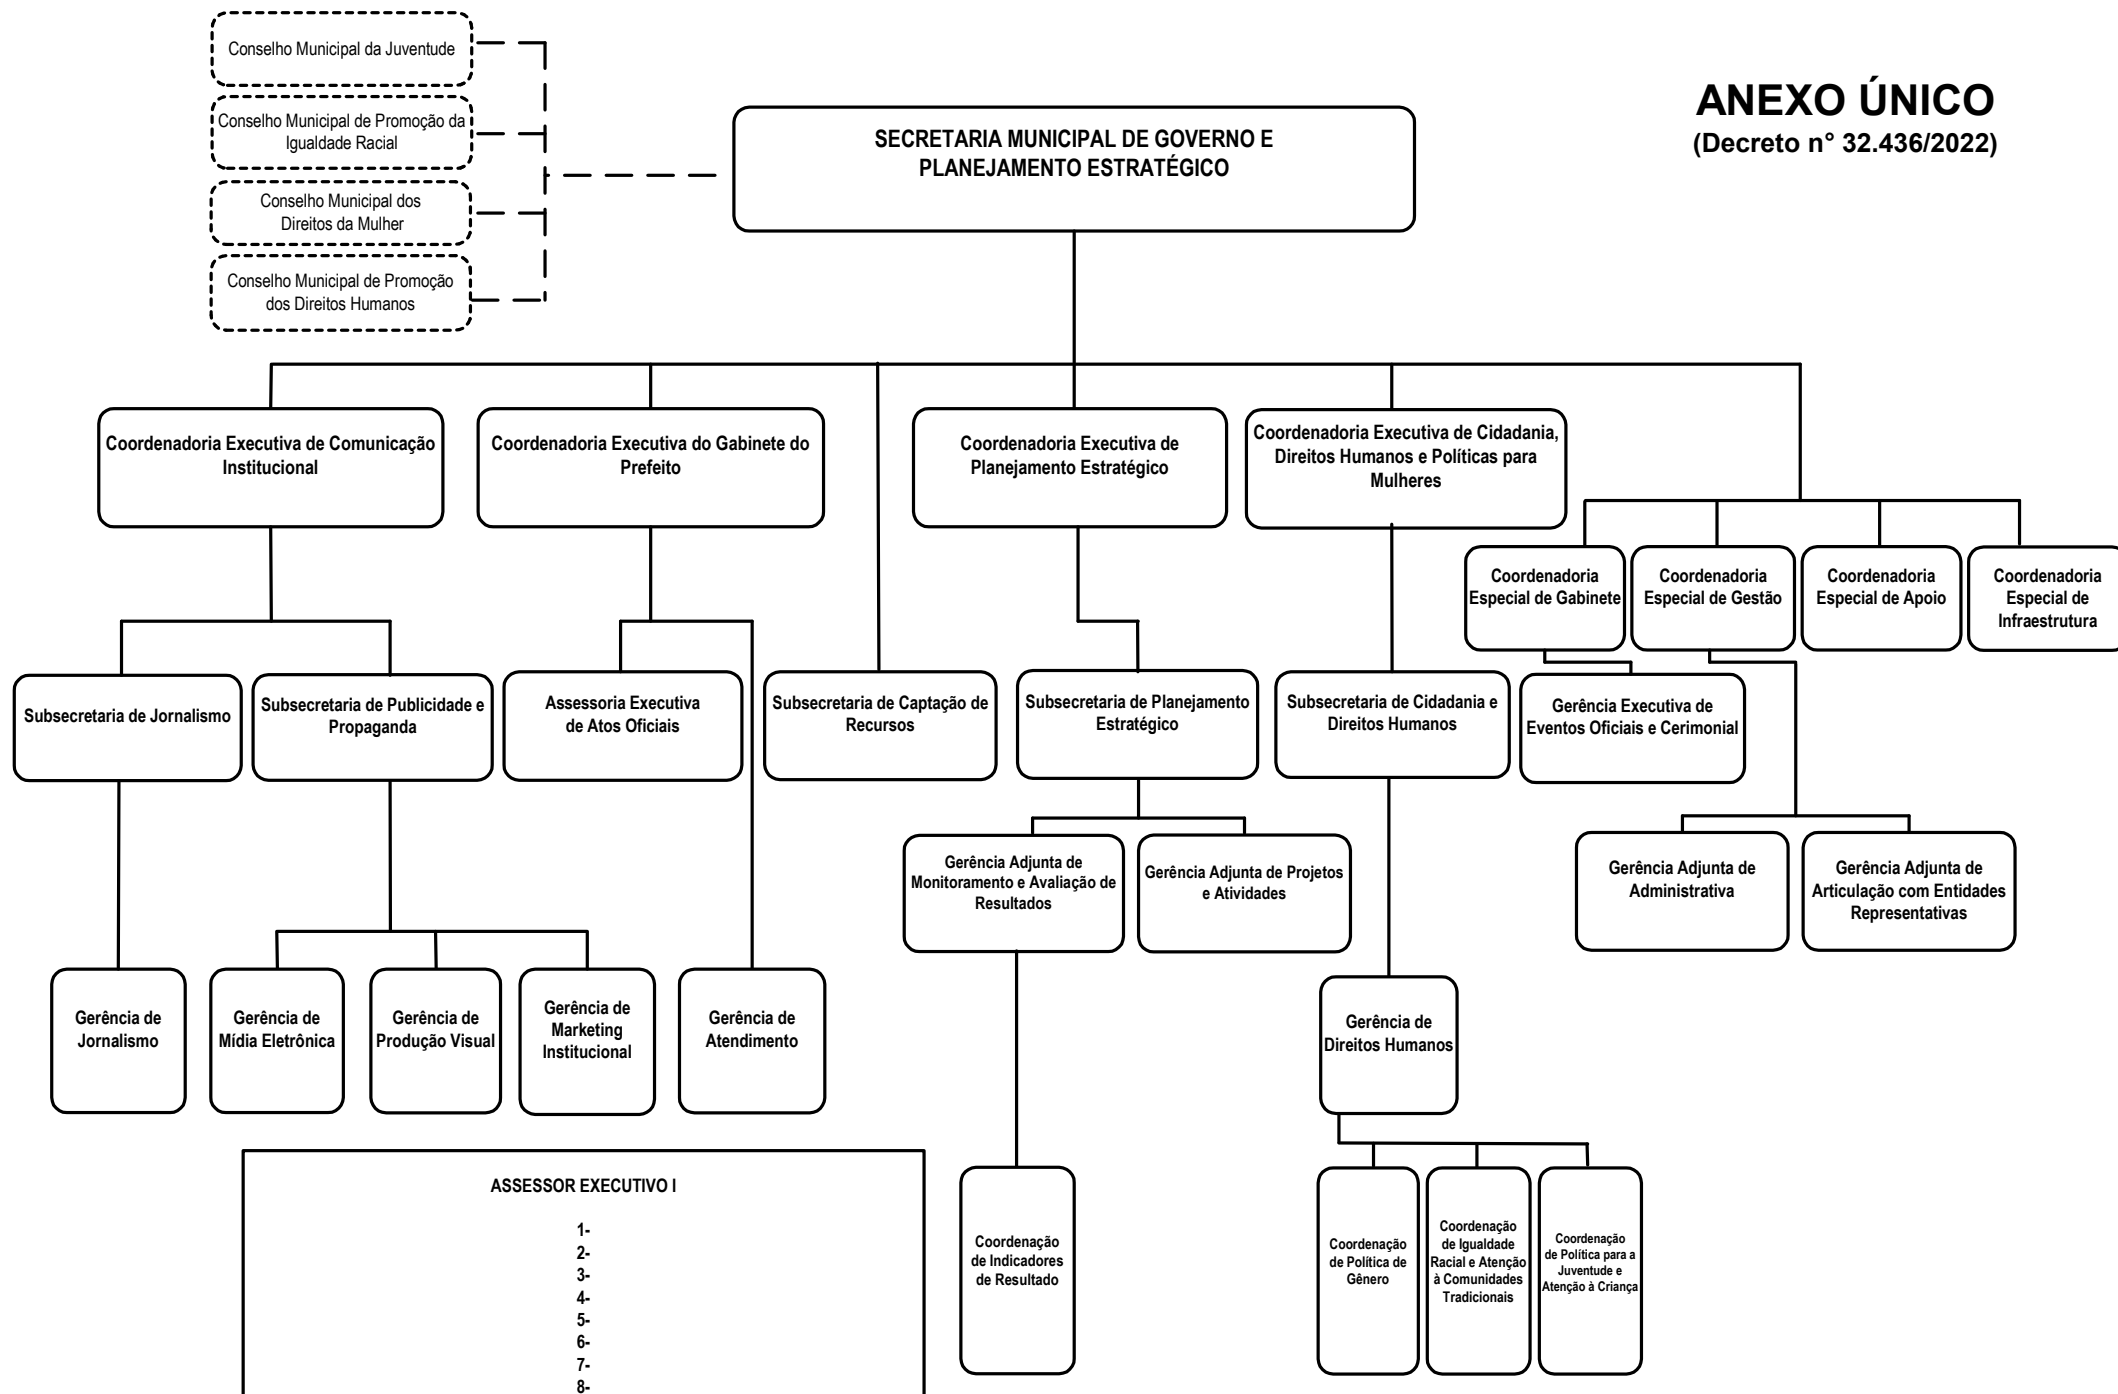 Conselho Municipal da Juventude
Conselho Municipal de Promoção da
Igualdade Racial
Conselho Municipal dos
Direitos da Mulher
Conselho Municipal de Promoção
dos Direitos Humanos
SECRETARIA MUNICIPAL DE GOVERNO E
PLANEJAMENTO ESTRATÉGICO
ANEXO ÚNICO
(Decreto n° 32.436/2022)
Coordenadoria Executiva de Comunicação
Institucional
Coordenadoria Executiva do Gabinete do
Prefeito
Coordenadoria Executiva de
Planejamento Estratégico
Coordenadoria Executiva de Cidadania,
Direitos Humanos e Políticas para
Mulheres
Coordenadoria
Especial de Gabinete
Coordenadoria
Especial de Gestão
Coordenadoria
Especial de Apoio
Coordenadoria
Especial de
Infraestrutura
Subsecretaria de Jornalismo
Subsecretaria de Publicidade e
Propaganda
Assessoria Executiva
de Atos Oficiais
Subsecretaria de Captação de
Recursos
Subsecretaria de Planejamento
Estratégico
Subsecretaria de Cidadania e
Direitos Humanos
Gerência Executiva de
Eventos Oficiais e Cerimonial
Gerência Adjunta de
Monitoramento e Avaliação de
Resultados
Gerência Adjunta de Projetos
e Atividades
Gerência Adjunta de
Administrativa
Gerência Adjunta de
Articulação com Entidades
Representativas
Gerência de
Jornalismo
Gerência de
Mídia Eletrônica
Gerência de
Produção Visual
Gerência de
Marketing
Institucional
Gerência de
Atendimento
Gerência de
Direitos Humanos
ASSESSOR EXECUTIVO I
1-
2-
3-
4-
5-
6-
7-
8-
Coordenação
de Indicadores
de Resultado
Coordenação
de Política de
Gênero
Coordenação
de Igualdade
Racial e Atenção
à Comunidades
Tradicionais
Coordenação
de Política para a
Juventude e
Atenção à Criança